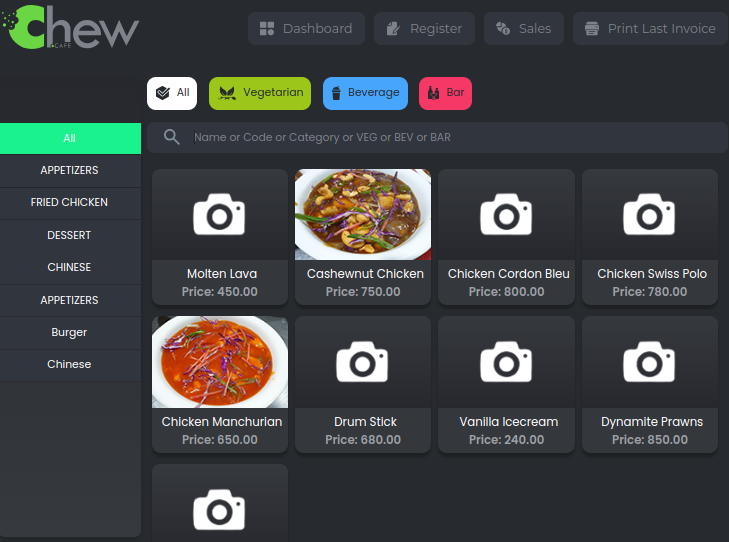 Chew
CAFE
Dashboard
Register
Sales
Print Last Invoice
All
Vegetarian
Beverage
Bar
Name or Code or Category or VEG or BEV or BAR
All
APPETIZERS
FRIED CHICKEN
DESSERT
CHINESE
APPETIZERS
Burger
Chinese
Molten Lava
Price: 450.00
Cashewnut Chicken
Price: 750.00
Chicken Cordon Bleu
Price: 800.00
Chicken Swiss Polo
Price: 780.00
Chicken Manchurian
Price: 650.00
Drum Stick
Price: 680.00
Vanilla Icecream
Price: 240.00
Dynamite Prawns
Price: 850.00